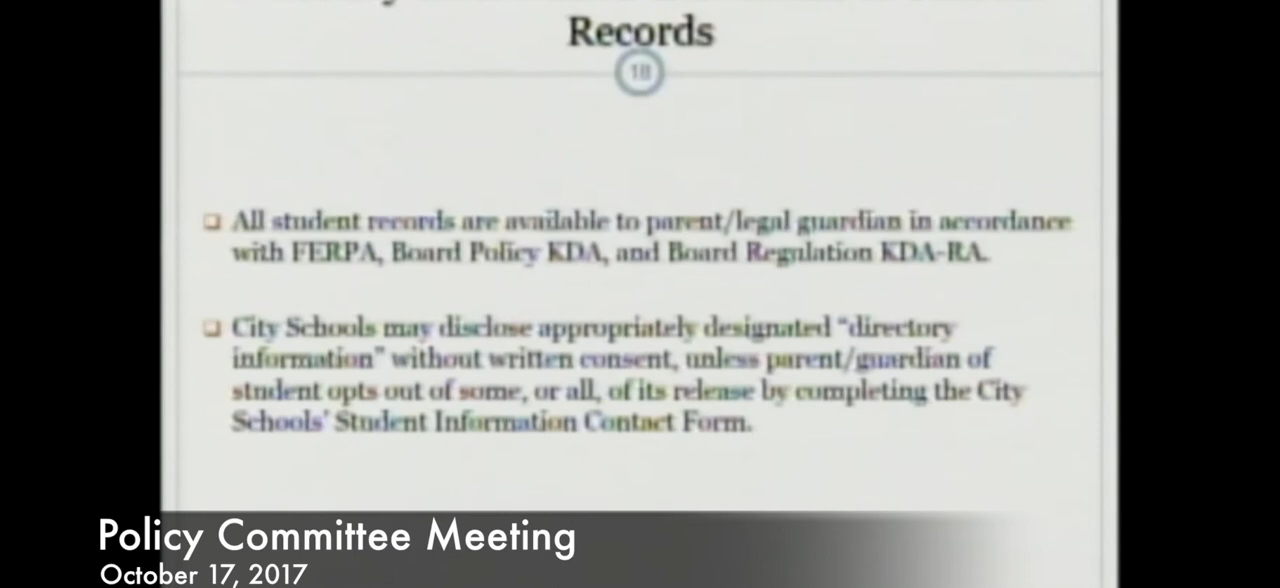 Records
18
All student records are available to parent/legal guardian in accordance
with FERPA, Board Policy KDA, and Board Regulation KDA-RA.
City Schools may disclose appropriately designated "directory
information" without written consent, unless parent/guardian of
student opts out of some, or all, of its release by completing the City
Schools' Student Information Contact Form.
Policy Committee Meeting
October 17, 2017